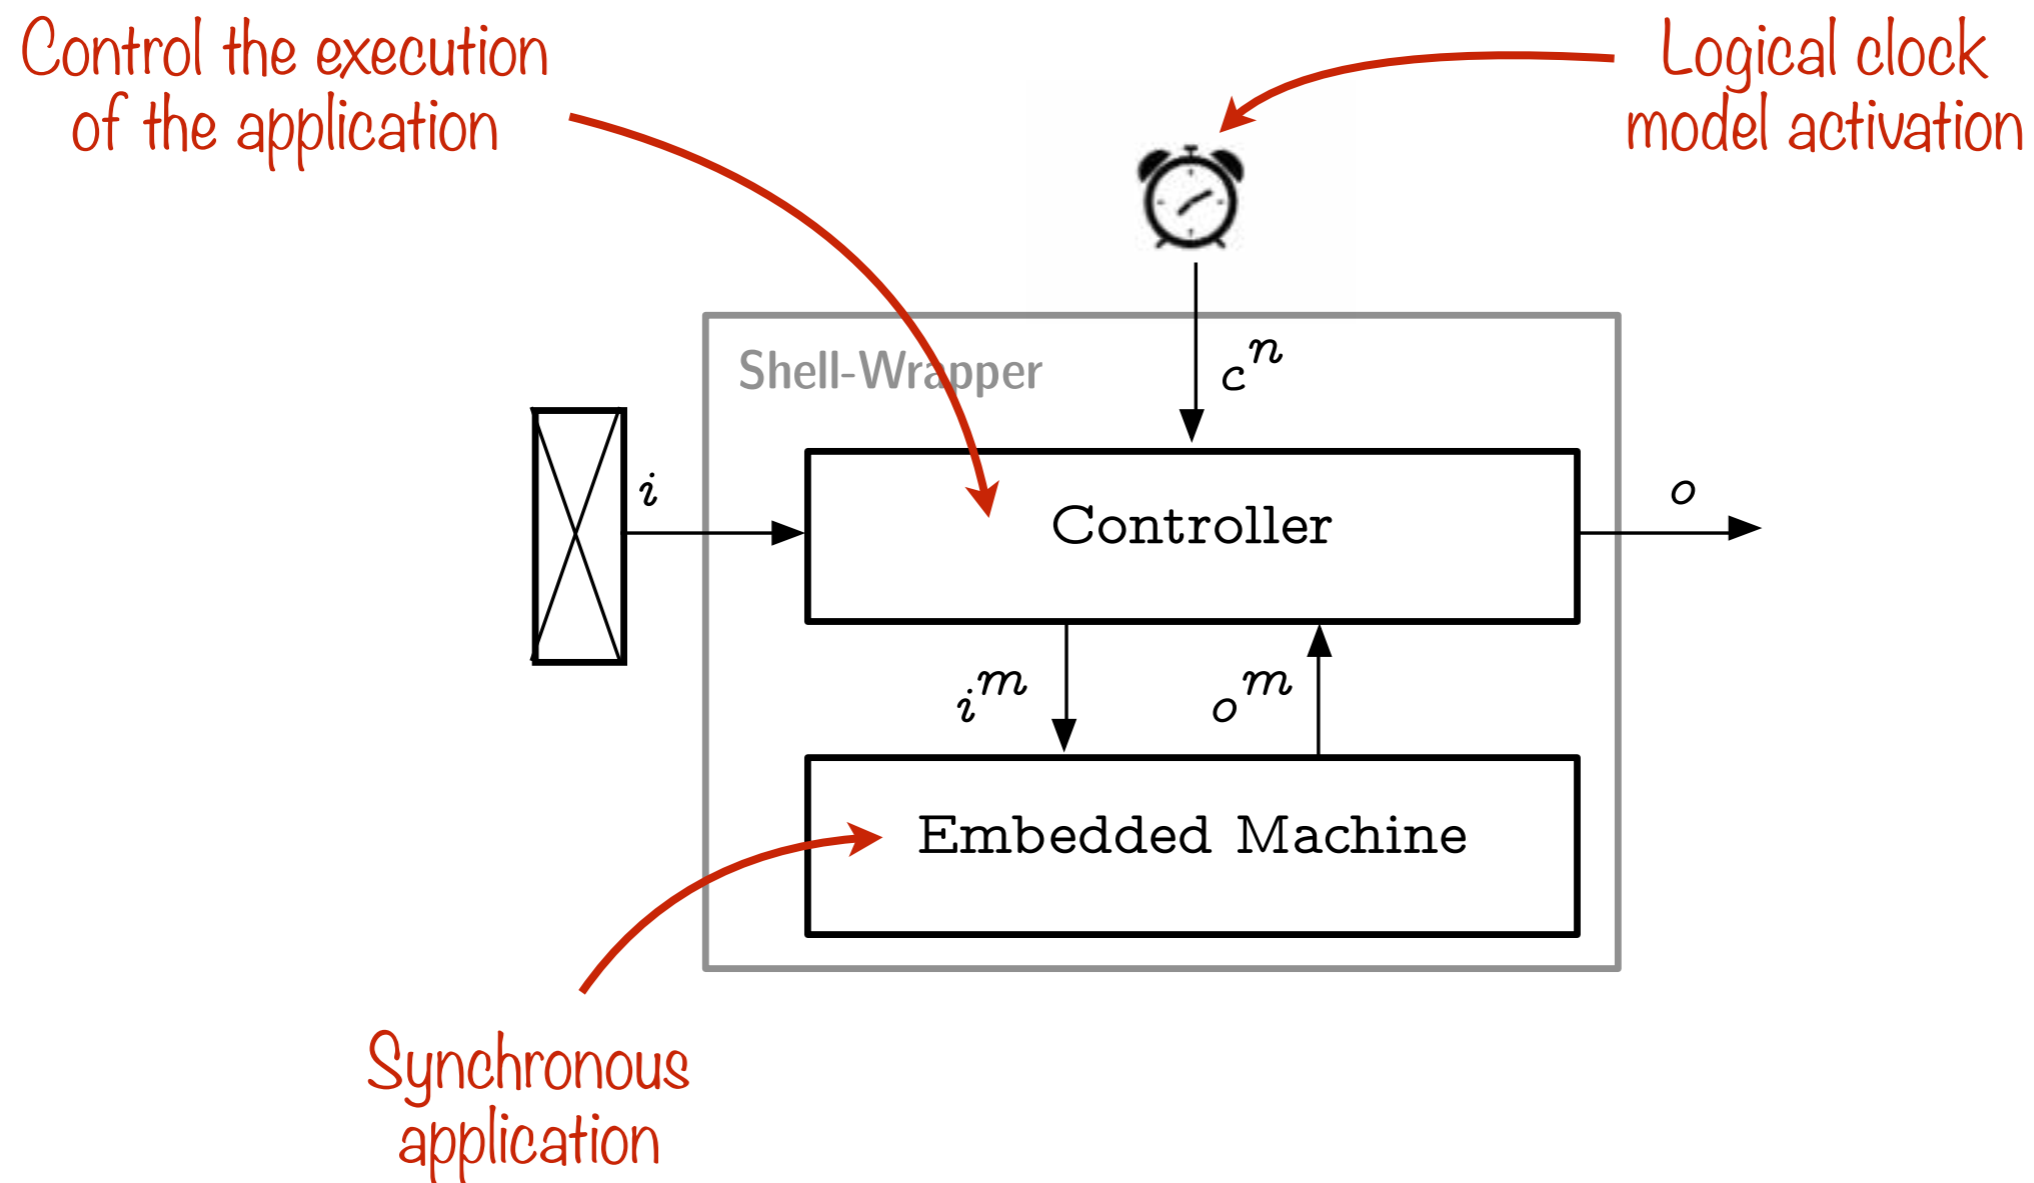 Control the execution
of the application
Logical clock
model activation
Shell-Wrapper
c^n
i
Controller
o
i^m
o^m
Embedded Machine
Synchronous
application